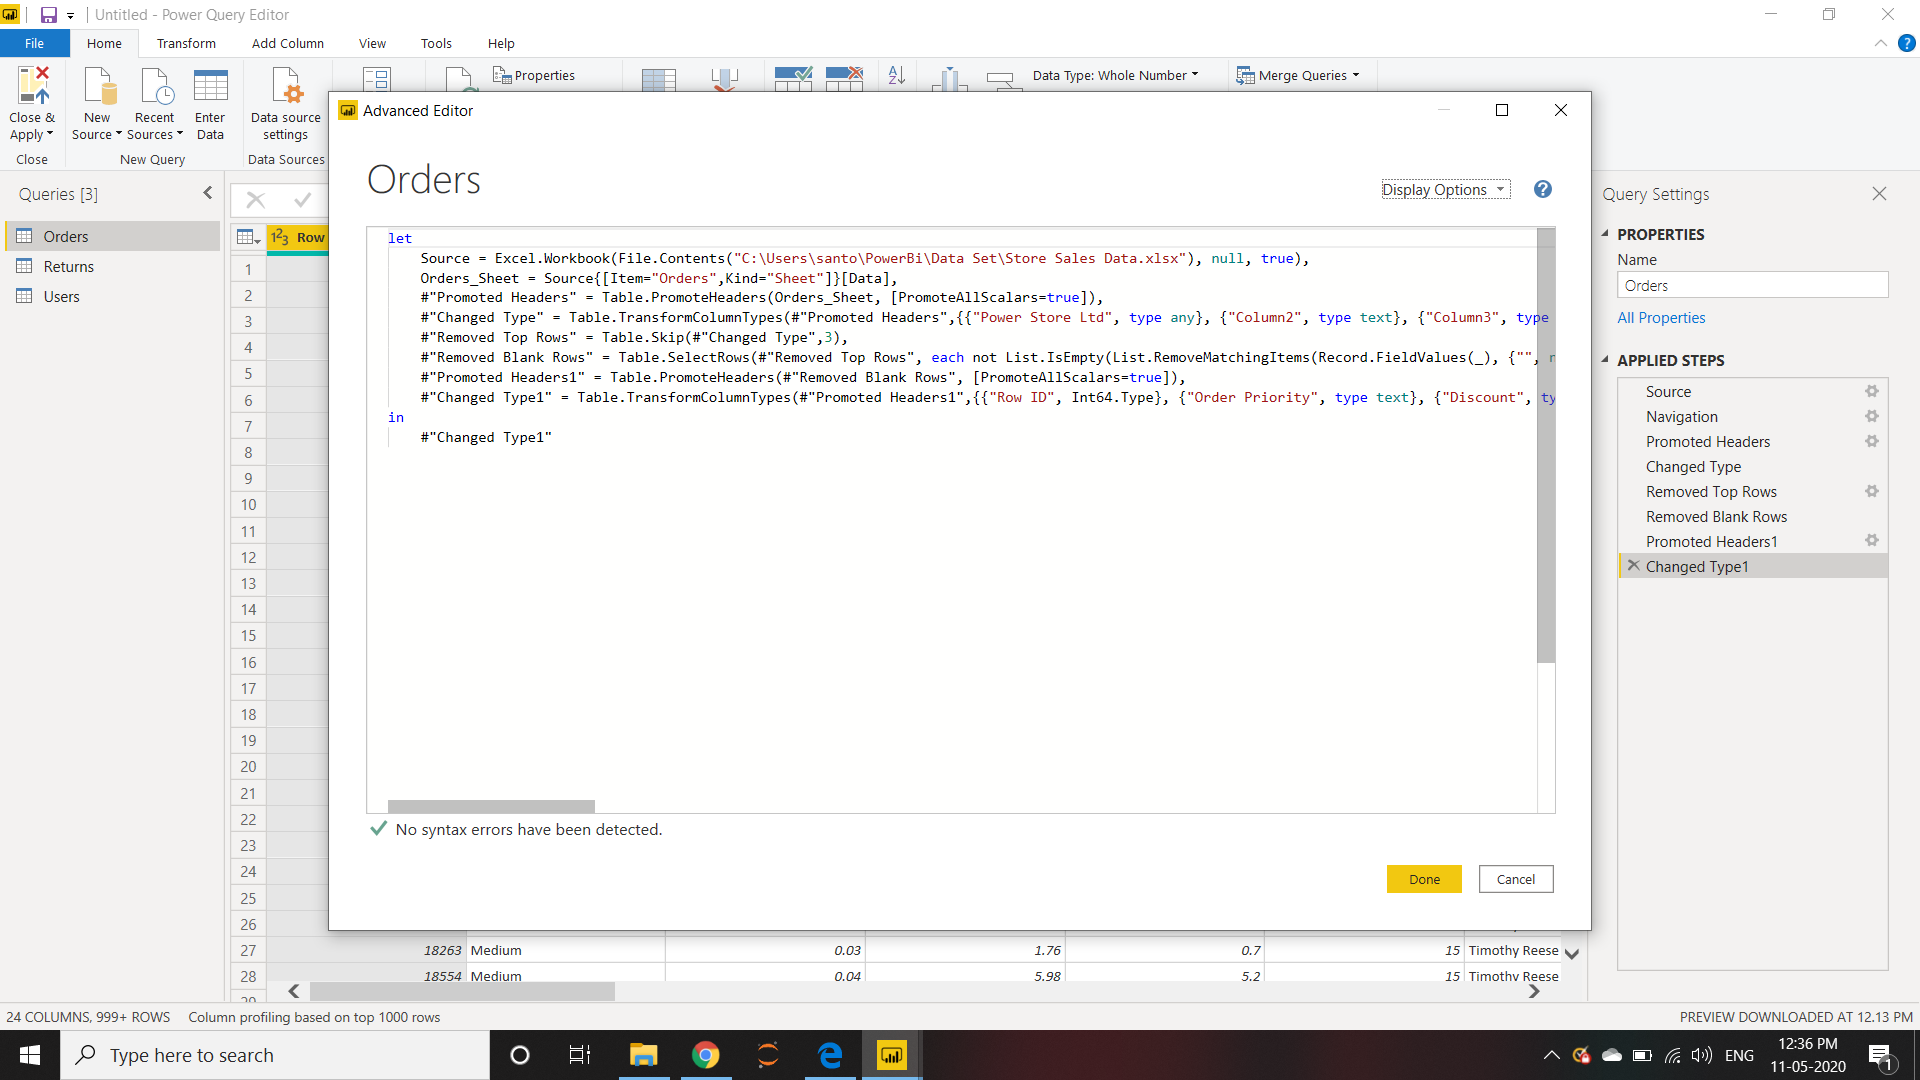 Untitled - Power Query Editor
File Home Transform Add Column View Tools Help
Close & Apply
Close
New Source
Recent Sources
Enter Data
New Query
Data source settings
Data Sources
Properties
Data Type: Whole Number
Merge Queries
Queries [3]
Orders
Returns
Users
Row
1
2
3
4
5
6
7
8
9
10
11
12
13
14
15
16
17
18
19
20
21
22
23
24
25
26
27 18263 Medium 0.03 1.76 0.7 15 Timothy Reese
28 18554 Medium 0.04 5.98 5.2 15 Timothy Reese
Advanced Editor
Orders
Display Options
let
Source = Excel.Workbook(File.Contents("C:\Users\santo\PowerBi\Data Set\Store Sales Data.xlsx"), null, true),
Orders_Sheet = Source{[Item="Orders",Kind="Sheet"]}[Data],
#"Promoted Headers" = Table.PromoteHeaders(Orders_Sheet, [PromoteAllScalars=true]),
#"Changed Type" = Table.TransformColumnTypes(#"Promoted Headers",{{"Power Store Ltd", type any}, {"Column2", type text}, {"Column3", type
#"Removed Top Rows" = Table.Skip(#"Changed Type",3),
#"Removed Blank Rows" = Table.SelectRows(#"Removed Top Rows", each not List.IsEmpty(List.RemoveMatchingItems(Record.FieldValues(_), {"",
#"Promoted Headers1" = Table.PromoteHeaders(#"Removed Blank Rows", [PromoteAllScalars=true]),
#"Changed Type1" = Table.TransformColumnTypes(#"Promoted Headers1",{{"Row ID", Int64.Type}, {"Order Priority", type text}, {"Discount", ty
in
#"Changed Type1"
No syntax errors have been detected.
Done
Cancel
Query Settings
PROPERTIES
Name
Orders
All Properties
APPLIED STEPS
Source
Navigation
Promoted Headers
Changed Type
Removed Top Rows
Removed Blank Rows
Promoted Headers1
Changed Type1
24 COLUMNS, 999+ ROWS Column profiling based on top 1000 rows
PREVIEW DOWNLOADED AT 12.13 PM
Type here to search
ENG
12:36 PM
11-05-2020
1